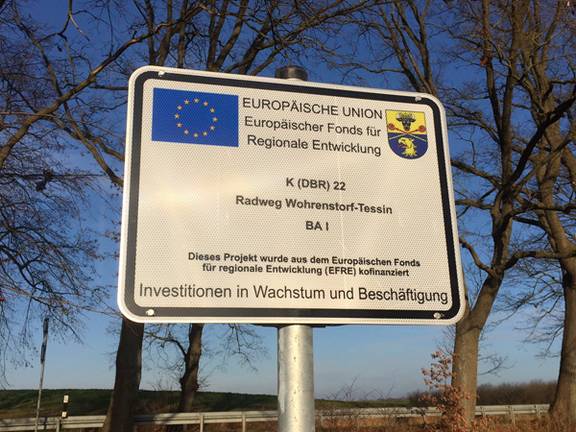 EUROPÄISCHE UNION
Europäischer Fonds für
Regionale Entwicklung
K (DBR) 22
Radweg Wohrenstorf-Tessin
BA I
Dieses Projekt wurde aus dem Europäischen Fonds
für regionale Entwicklung (EFRE) kofinanziert
Investitionen in Wachstum und Beschäftigung